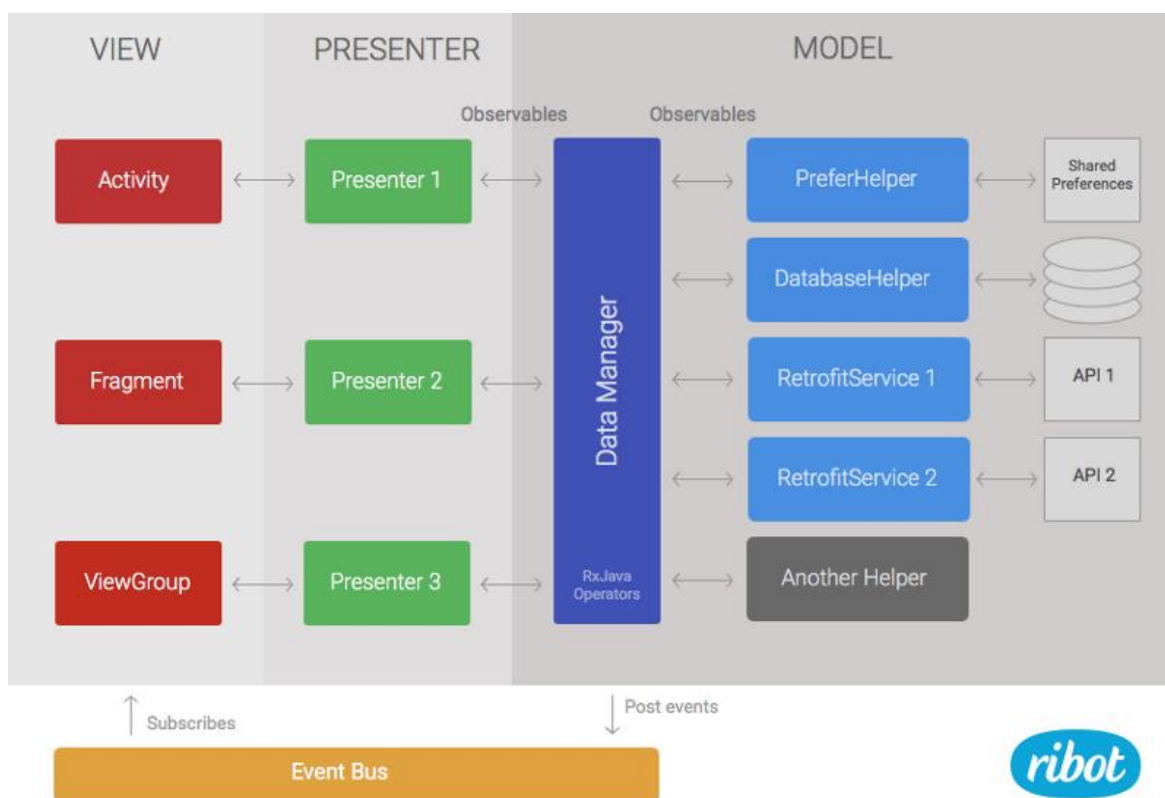 VIEW
PRESENTER
MODEL
Observables
Observables
Activity
Presenter 1
PreferHelper
Shared
Preferences
DatabaseHelper
Fragment
Presenter 2
Data Manager
RetrofitService 1
API 1
RetrofitService 2
API 2
ViewGroup
Presenter 3
RxJava
Operators
Another Helper
Subscribes
Post events
Event Bus
ribot